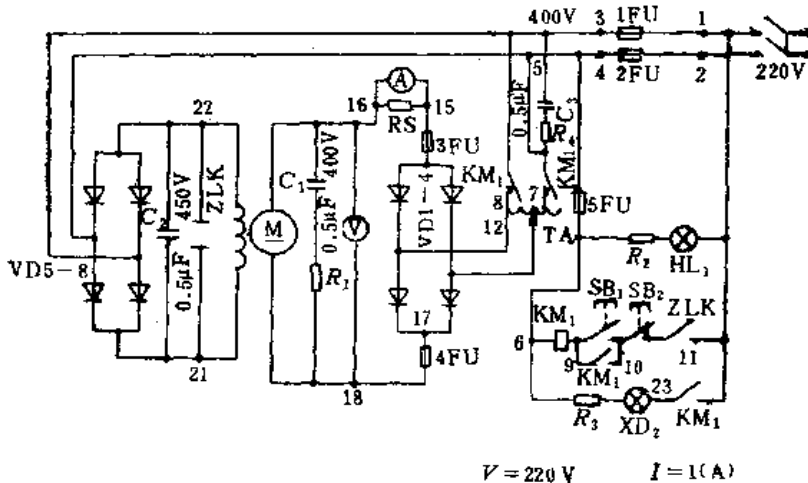 400V 3 1FU 1
4 2FU 2 220V
5
0.5μF C3 R4
22
16 A 15
RS
3FU
C2 450V ZLK
0.5μF
VD5-8
M
C1 400V
0.5μF
R1
V
VD1-4
KM1 8 7 KM1
12
5FU
TA
R2 HL1
SB1 SB2 ZLK
KM1
6 9 10 11
KM1
17
4FU
21
18
R3 XD2 23 KM1
V=220V I=1(A)